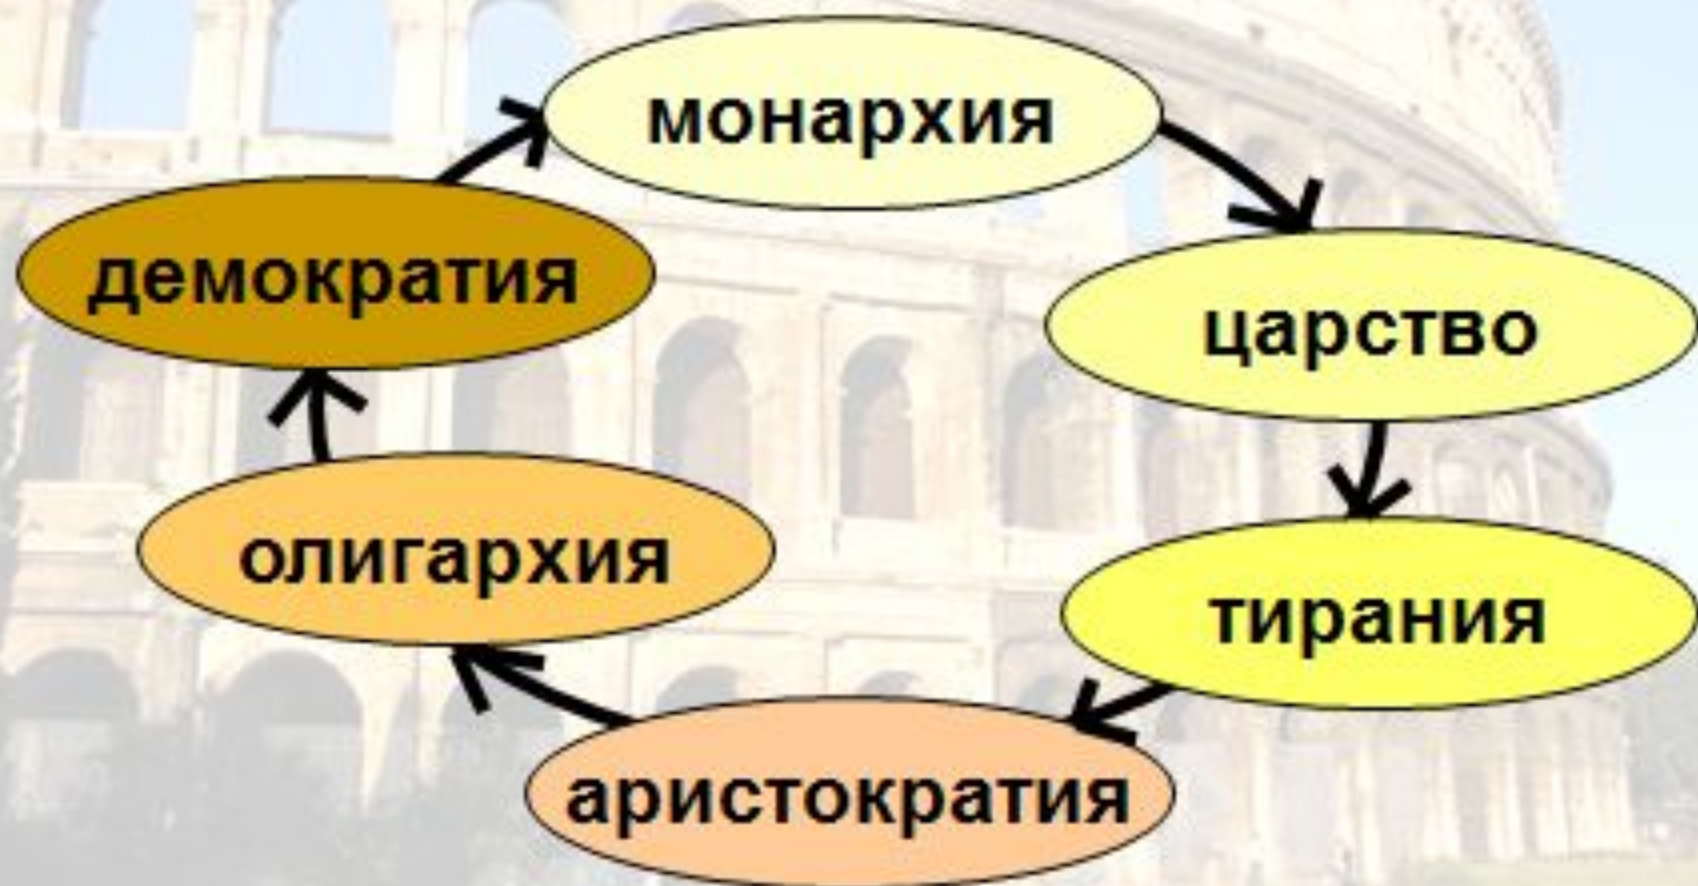 монархия
царство
тирания
аристократия
олигархия
демократия